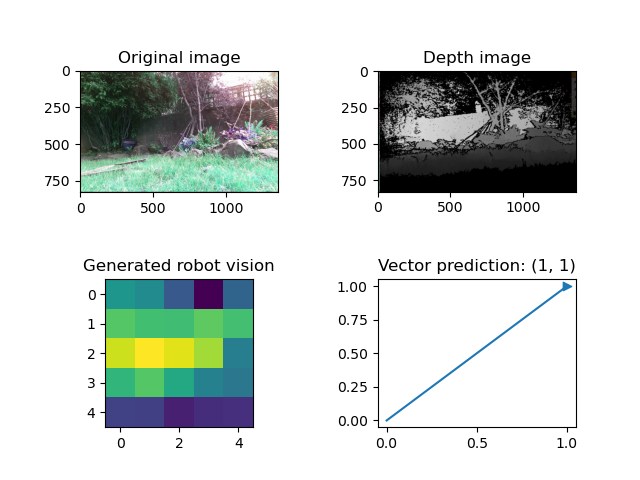 Original image
0
250
500
750
0 500 1000
Depth image
0
250
500
750
0 500 1000
Generated robot vision
0
1
2
3
4
0 2 4
Vector prediction: (1, 1)
1.00
0.75
0.50
0.25
0.00
0.0 0.5 1.0